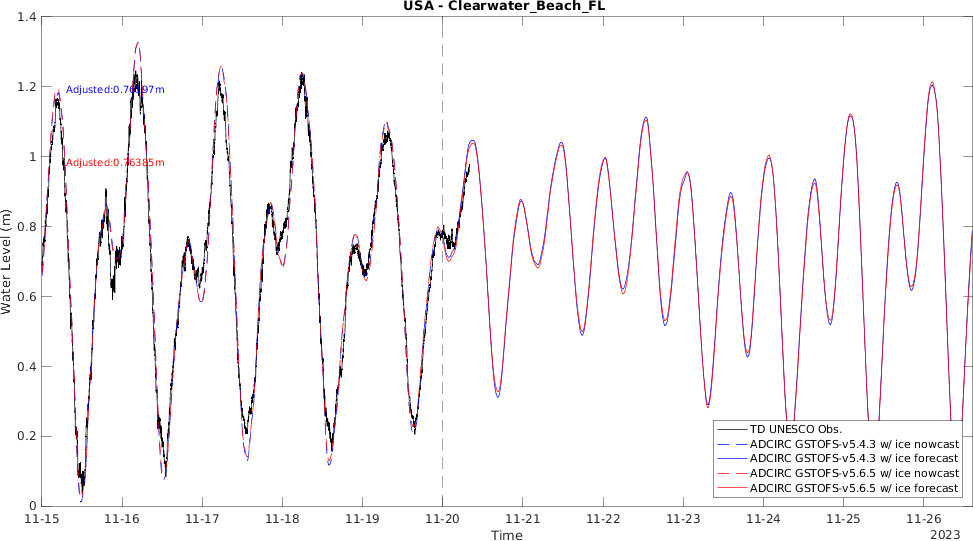 USA - Clearwater_Beach_FL
1.4
1.2
1
0.8
0.6
0.4
0.2
0
Water Level (m)
Adjusted:0.76385m
TD UNESCO Obs.
ADCIRC GSTOFS-v5.4.3 w/ ice nowcast
ADCIRC GSTOFS-v5.4.3 w/ ice forecast
ADCIRC GSTOFS-v5.6.5 w/ ice nowcast
ADCIRC GSTOFS-v5.6.5 w/ ice forecast
11-15 11-16 11-17 11-18 11-19 11-20 11-21 11-22 11-23 11-24 11-25 11-26
Time
2023